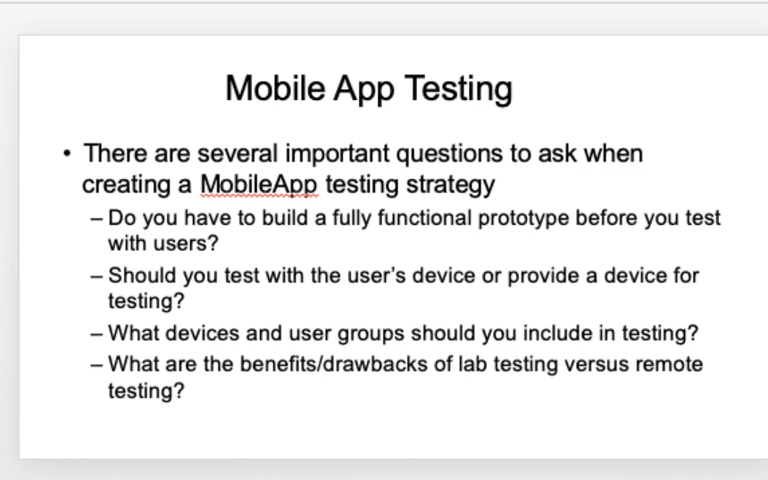 Mobile App Testing
• There are several important questions to ask when
creating a MobileApp testing strategy
– Do you have to build a fully functional prototype before you test
with users?
– Should you test with the user's device or provide a device for
testing?
– What devices and user groups should you include in testing?
– What are the benefits/drawbacks of lab testing versus remote
testing?